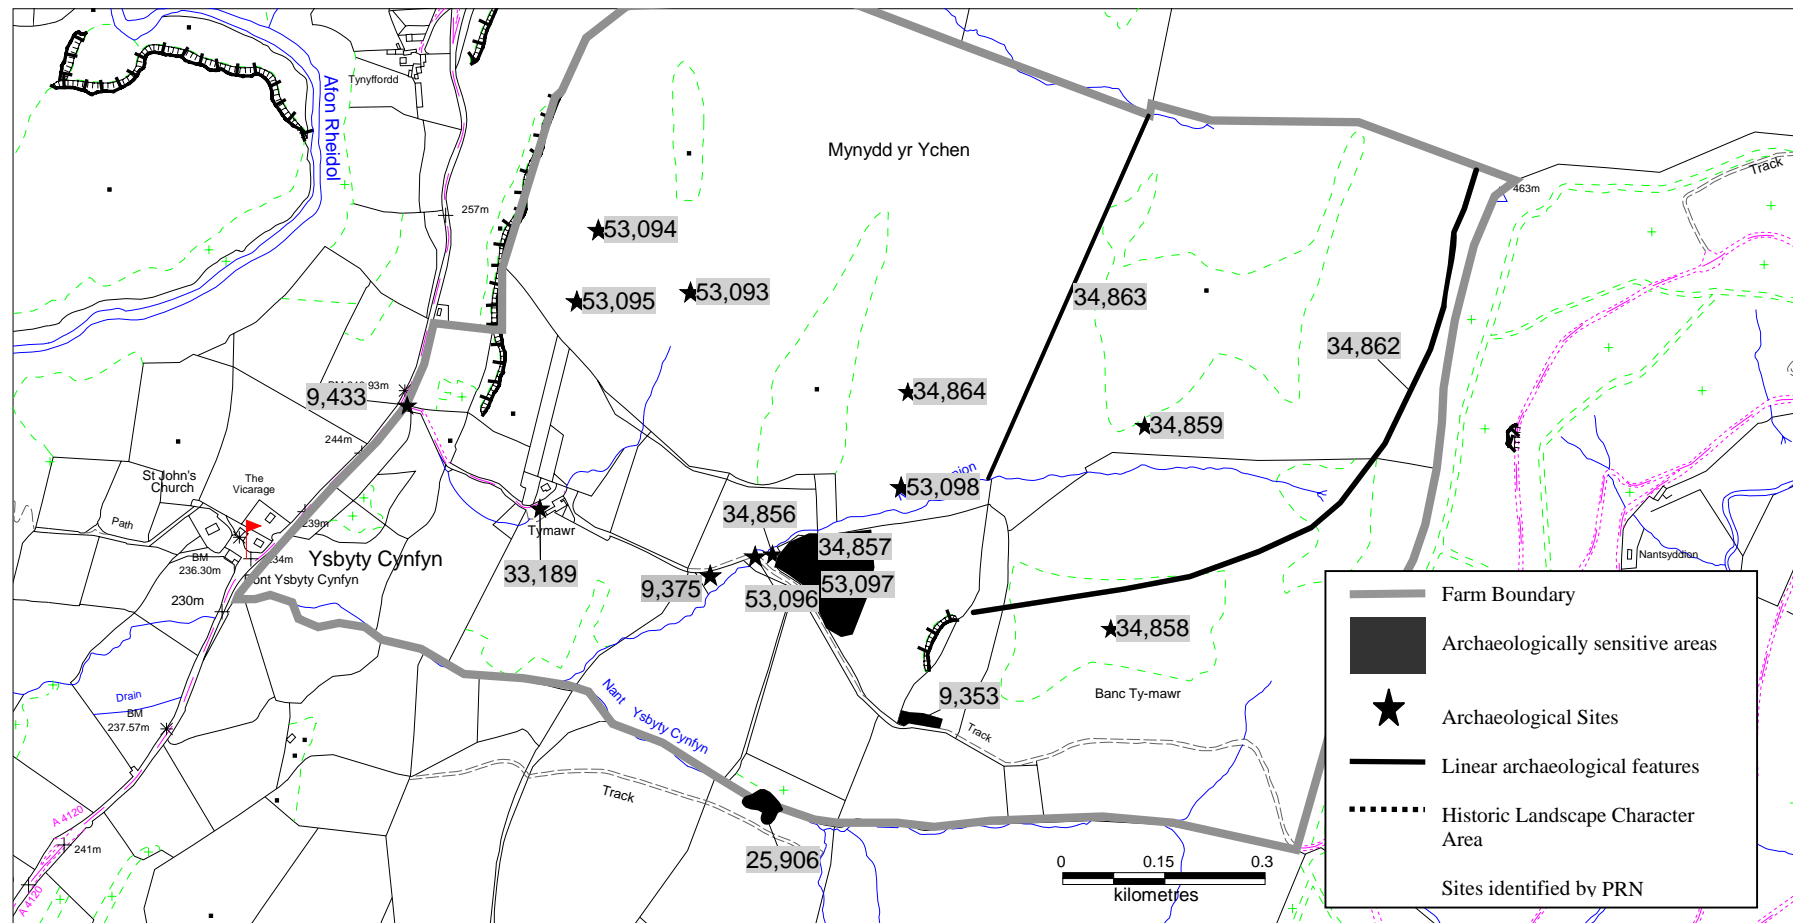 Tynyffordd
Afon Rheidol
Mynydd yr Ychen
Track
463m
257m
53,094
53,095
53,093
34,863
34,862
9,433
34,864
34,859
244m
St John's
Church
The
Vicarage
Path
239m
BM
236.30m
234m
Pont Ysbyty Cynfyn
Ysbyty Cynfyn
230m
Tymawr
33,189
34,856
53,098
34,857
53,097
9,375
53,096
34,858
Nantsyddion
9,353
Banc Ty-mawr
Track
Nant Ysbyty Cynfyn
Drain
BM
237.57m
Track
A 4120
241m
A 4120
25,906
0 0.15 0.3
kilometres
Farm Boundary
Archaeologically sensitive areas
Archaeological Sites
Linear archaeological features
Historic Landscape Character
Area
Sites identified by PRN